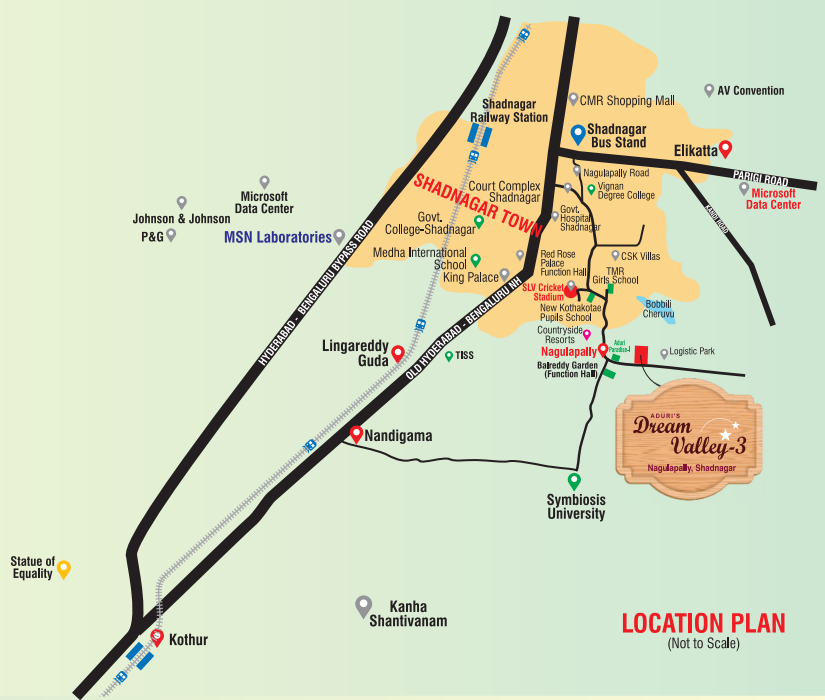 Shadnagar
Railway Station
CMR Shopping Mall
AV Convention
Shadnagar
Bus Stand
Elikatta
PARIGI ROAD
Microsoft
Data Center
KANDI ROAD
Nagulapally Road
Vignan
Degree College
Court Complex
Shadnagar
SHADNAGAR TOWN
Govt.
Hospital
Shadnagar
Govt.
College-Shadnagar
Medha International
School
King Palace
Red Rose
Palace
Function Hall
CSK Villas
TMR
Girls School
SLV Cricket
Stadium
New Kothakotae
Pupils School
Bobbili
Cheruvu
Countryside
Resorts
Nagulapally
Aduri
Paradise-I
Logistic Park
Balreddy Garden
(Function Hall)
Microsoft
Data Center
Johnson & Johnson
P&G
MSN Laboratories
HYDERABAD - BENGALURU BYPASS ROAD
OLD HYDERABAD - BENGALURU NH
Lingareddy
Guda
TISS
Nandigama
Symbiosis
University
ADURI'S
Dream
Valley-3
Nagulapally, Shadnagar
Statue of
Equality
Kanha
Shantivanam
Kothur
LOCATION PLAN
(Not to Scale)